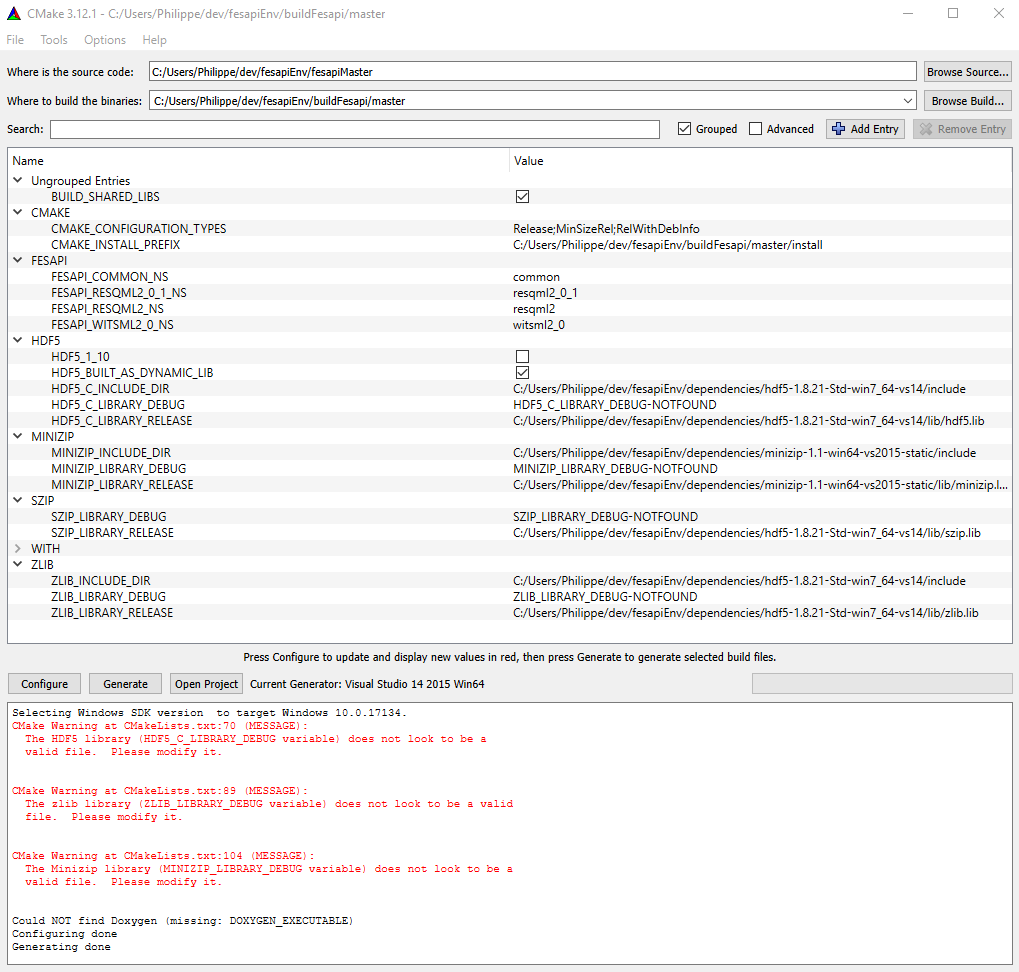 CMake 3.12.1 - C:/Users/Philippe/dev/fesapiEnv/buildFesapi/master
File Tools Options Help
Where is the source code: C:/Users/Philippe/dev/fesapiEnv/fesapiMaster Browse Source...
Where to build the binaries: C:/Users/Philippe/dev/fesapiEnv/buildFesapi/master Browse Build...
Search: Grouped Advanced Add Entry Remove Entry
Name Value
Ungrouped Entries
BUILD_SHARED_LIBS
CMAKE
CMAKE_CONFIGURATION_TYPES Release;MinSizeRel;RelWithDebInfo
CMAKE_INSTALL_PREFIX C:/Users/Philippe/dev/fesapiEnv/buildFesapi/master/install
FESAPI
FESAPI_COMMON_NS common
FESAPI_RESQML2_0_1_NS resqml2_0_1
FESAPI_RESQML2_NS resqml2
FESAPI_WITSML2_0_NS witsml2_0
HDF5
HDF5_1_10
HDF5_BUILT_AS_DYNAMIC_LIB
HDF5_C_INCLUDE_DIR C:/Users/Philippe/dev/fesapiEnv/dependencies/hdf5-1.8.21-Std-win7_64-vs14/include
HDF5_C_LIBRARY_DEBUG HDF5_C_LIBRARY_DEBUG-NOTFOUND
HDF5_C_LIBRARY_RELEASE C:/Users/Philippe/dev/fesapiEnv/dependencies/hdf5-1.8.21-Std-win7_64-vs14/lib/hdf5.lib
MINIZIP
MINIZIP_INCLUDE_DIR C:/Users/Philippe/dev/fesapiEnv/dependencies/minizip-1.1-win64-vs2015-static/include
MINIZIP_LIBRARY_DEBUG MINIZIP_LIBRARY_DEBUG-NOTFOUND
MINIZIP_LIBRARY_RELEASE C:/Users/Philippe/dev/fesapiEnv/dependencies/minizip-1.1-win64-vs2015-static/lib/minizip.l...
SZIP
SZIP_LIBRARY_DEBUG SZIP_LIBRARY_DEBUG-NOTFOUND
SZIP_LIBRARY_RELEASE C:/Users/Philippe/dev/fesapiEnv/dependencies/hdf5-1.8.21-Std-win7_64-vs14/lib/szip.lib
WITH
ZLIB
ZLIB_INCLUDE_DIR C:/Users/Philippe/dev/fesapiEnv/dependencies/hdf5-1.8.21-Std-win7_64-vs14/include
ZLIB_LIBRARY_DEBUG ZLIB_LIBRARY_DEBUG-NOTFOUND
ZLIB_LIBRARY_RELEASE C:/Users/Philippe/dev/fesapiEnv/dependencies/hdf5-1.8.21-Std-win7_64-vs14/lib/zlib.lib
Press Configure to update and display new values in red, then press Generate to generate selected build files.
Configure Generate Open Project Current Generator: Visual Studio 14 2015 Win64
Selecting Windows SDK version  to target Windows 10.0.17134.
CMake Warning at CMakeLists.txt:70 (MESSAGE):
The HDF5 library (HDF5_C_LIBRARY_DEBUG variable) does not look to be a
valid file.  Please modify it.
CMake Warning at CMakeLists.txt:89 (MESSAGE):
The zlib library (ZLIB_LIBRARY_DEBUG variable) does not look to be a valid
file.  Please modify it.
CMake Warning at CMakeLists.txt:104 (MESSAGE):
The Minizip library (MINIZIP_LIBRARY_DEBUG variable) does not look to be a
valid file.  Please modify it.
Could NOT find Doxygen (missing: DOXYGEN_EXECUTABLE)
Configuring done
Generating done